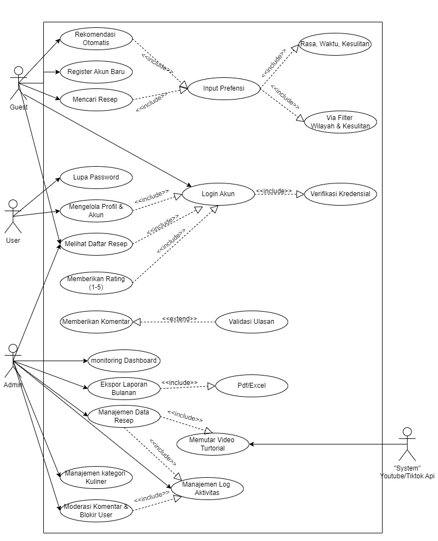 Rekomendasi
Otomatis
<<include>>
Rasa, Waktu, Kesulitan
Register Akun Baru
<<include>>
Guest
Mencari Resep
<<include>>
Input Prefensi
<<include>>
Via Filter
Wilayah & Kesulitan
Lupa Password
<<include>>
Login Akun
<<include>>
Verifikasi Kredensial
Mengelola Profil &
Akun
User
Melihat Daftar Resep
<<include>>
<<include>>
Memberikan Rating
(1-5)
Memberikan Komentar
<<extend>>
Validasi Ulasan
monitoring Dashboard
Admin
Ekspor Laporan
Bulanan
<<include>>
Pdf/Excel
Manajemen Data
Resep
<<include>>
Memutar Video
Turtorial
<<include>>
"System"
Youtube/Tiktok Api
Manajemen kategori
Kuliner
Manajemen Log
Aktivitas
<<include>>
Moderasi Komentar &
Blokir User